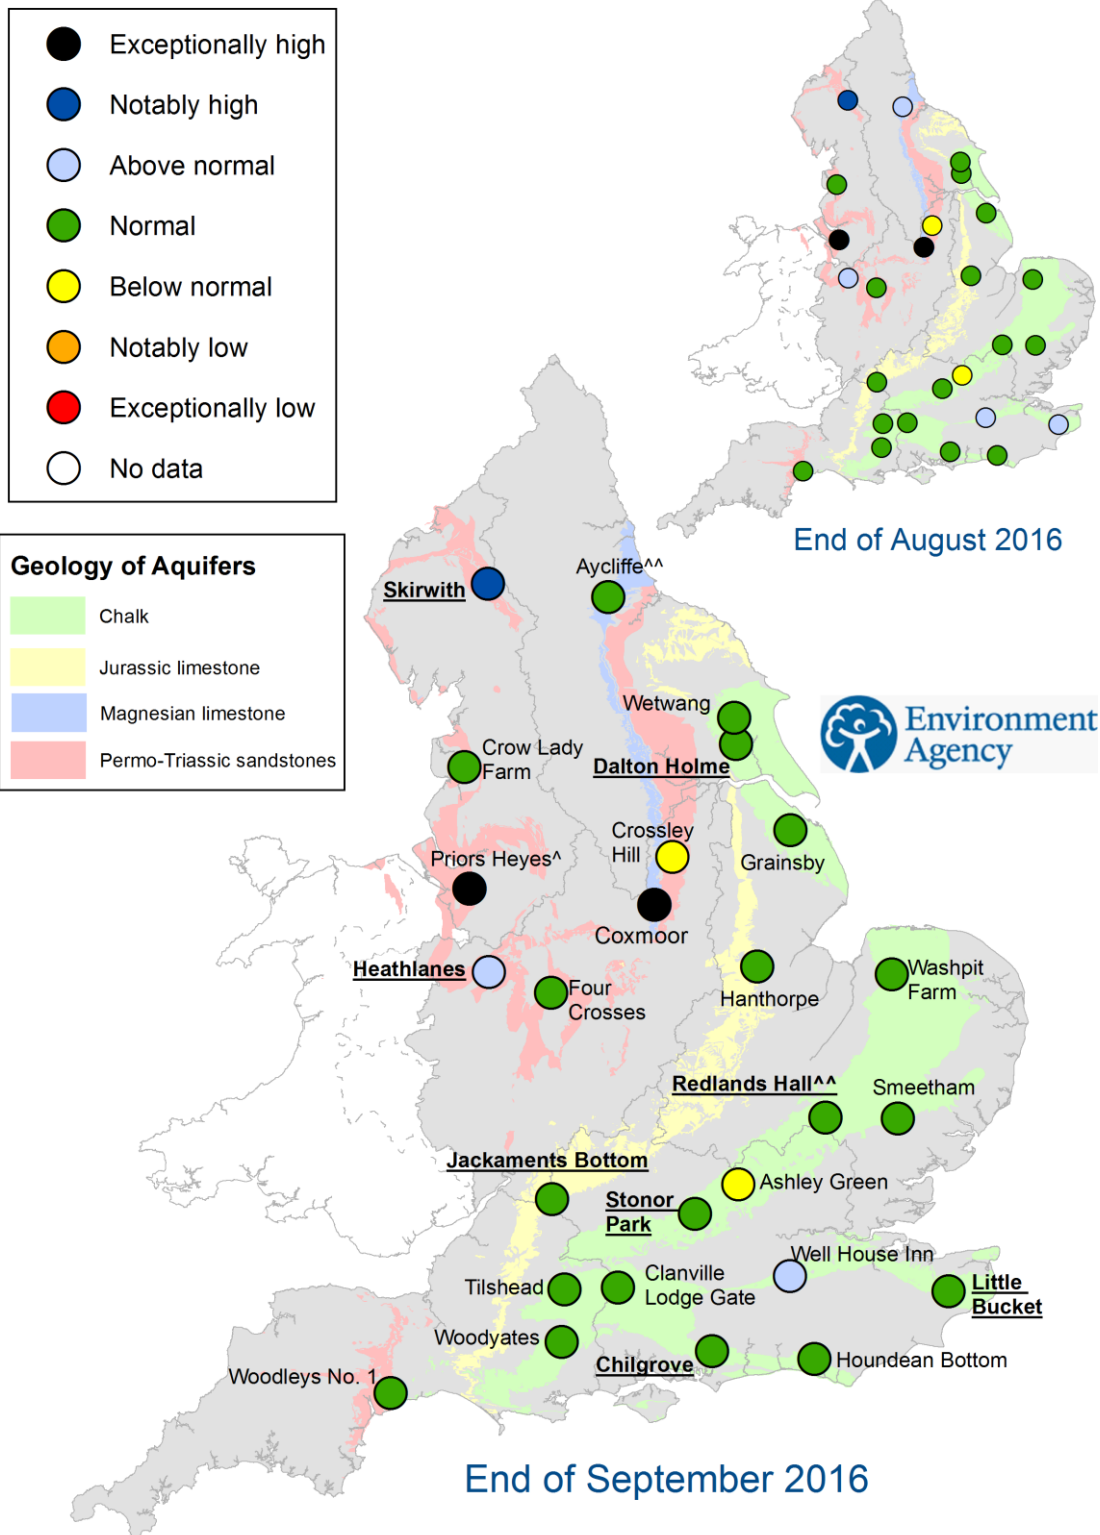 Exceptionally high
Notably high
Above normal
Normal
Below normal
Notably low
Exceptionally low
No data
End of August 2016
Geology of Aquifers
Chalk
Jurassic limestone
Magnesian limestone
Permo-Triassic sandstones
Skirwith
Aycliffe^^
Wetwang
Environment
Agency
Crow Lady
Farm
Dalton Holme
Crossley
Hill
Grainsby
Priors Heyes^
Coxmoor
Heathlanes
Four
Crosses
Hanthorpe
Washpit
Farm
Redlands Hall^^
Smeetham
Jackaments Bottom
Ashley Green
Stonor
Park
Well House Inn
Tilshead
Clanville
Lodge Gate
Little
Bucket
Woodyates
Chilgrove
Houndean Bottom
Woodleys No. 1
End of September 2016